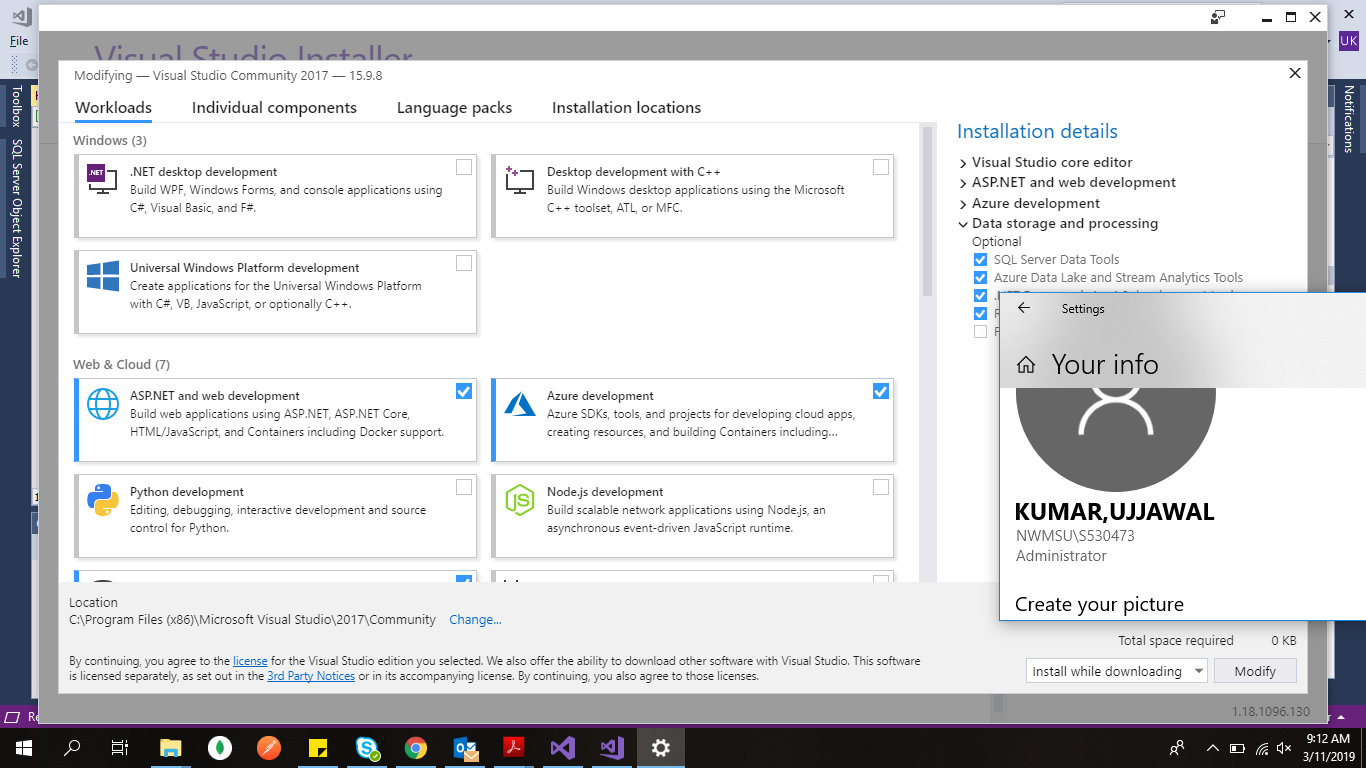 File
UK
Visual Studio Installer
Modifying — Visual Studio Community 2017 — 15.9.8
Workloads
Individual components
Language packs
Installation locations
Toolbox
SQL Server Object Explorer
Notifications
Windows (3)
.NET
.NET desktop development
Build WPF, Windows Forms, and console applications using
C#, Visual Basic, and F#.
Desktop development with C++
Build Windows desktop applications using the Microsoft
C++ toolset, ATL, or MFC.
Universal Windows Platform development
Create applications for the Universal Windows Platform
with C#, VB, JavaScript, or optionally C++.
Web & Cloud (7)
ASP.NET and web development
Build web applications using ASP.NET, ASP.NET Core,
HTML/JavaScript, and Containers including Docker support.
Azure development
Azure SDKs, tools, and projects for developing cloud apps,
creating resources, and building Containers including...
Python development
Editing, debugging, interactive development and source
control for Python.
Node.js development
Build scalable network applications using Node.js, an
asynchronous event-driven JavaScript runtime.
Installation details
Visual Studio core editor
ASP.NET and web development
Azure development
Data storage and processing
Optional
SQL Server Data Tools
Azure Data Lake and Stream Analytics Tools
Settings
Your info
KUMAR,UJJAWAL
NWMSU\S530473
Administrator
Create your picture
Location
C:\Program Files (x86)\Microsoft Visual Studio\2017\Community Change...
By continuing, you agree to the license for the Visual Studio edition you selected. We also offer the ability to download other software with Visual Studio. This software
is licensed separately, as set out in the 3rd Party Notices or in its accompanying license. By continuing, you also agree to those licenses.
Total space required 0 KB
Install while downloading
Modify
1.18.1096.130
9:12 AM
3/11/2019